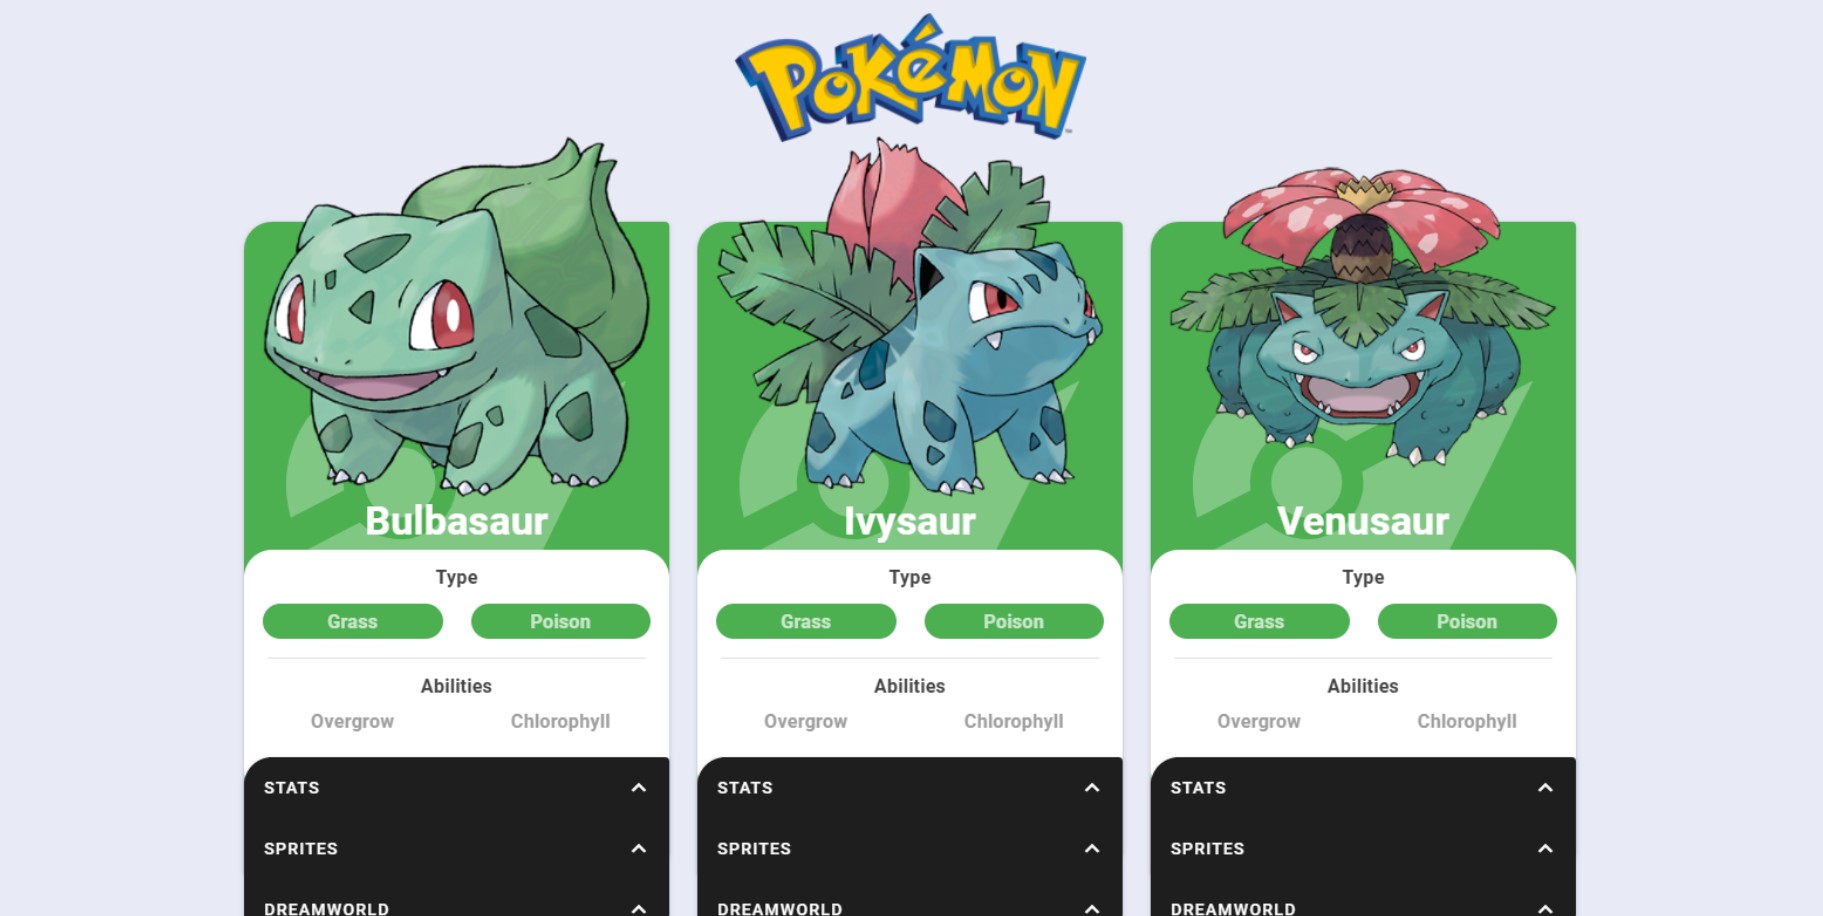 POKéMON
™
Bulbasaur
Type
Grass Poison
Abilities
Overgrow Chlorophyll
STATS
SPRITES
DREAMWORLD
Ivysaur
Type
Grass Poison
Abilities
Overgrow Chlorophyll
STATS
SPRITES
DREAMWORLD
Venusaur
Type
Grass Poison
Abilities
Overgrow Chlorophyll
STATS
SPRITES
DREAMWORLD